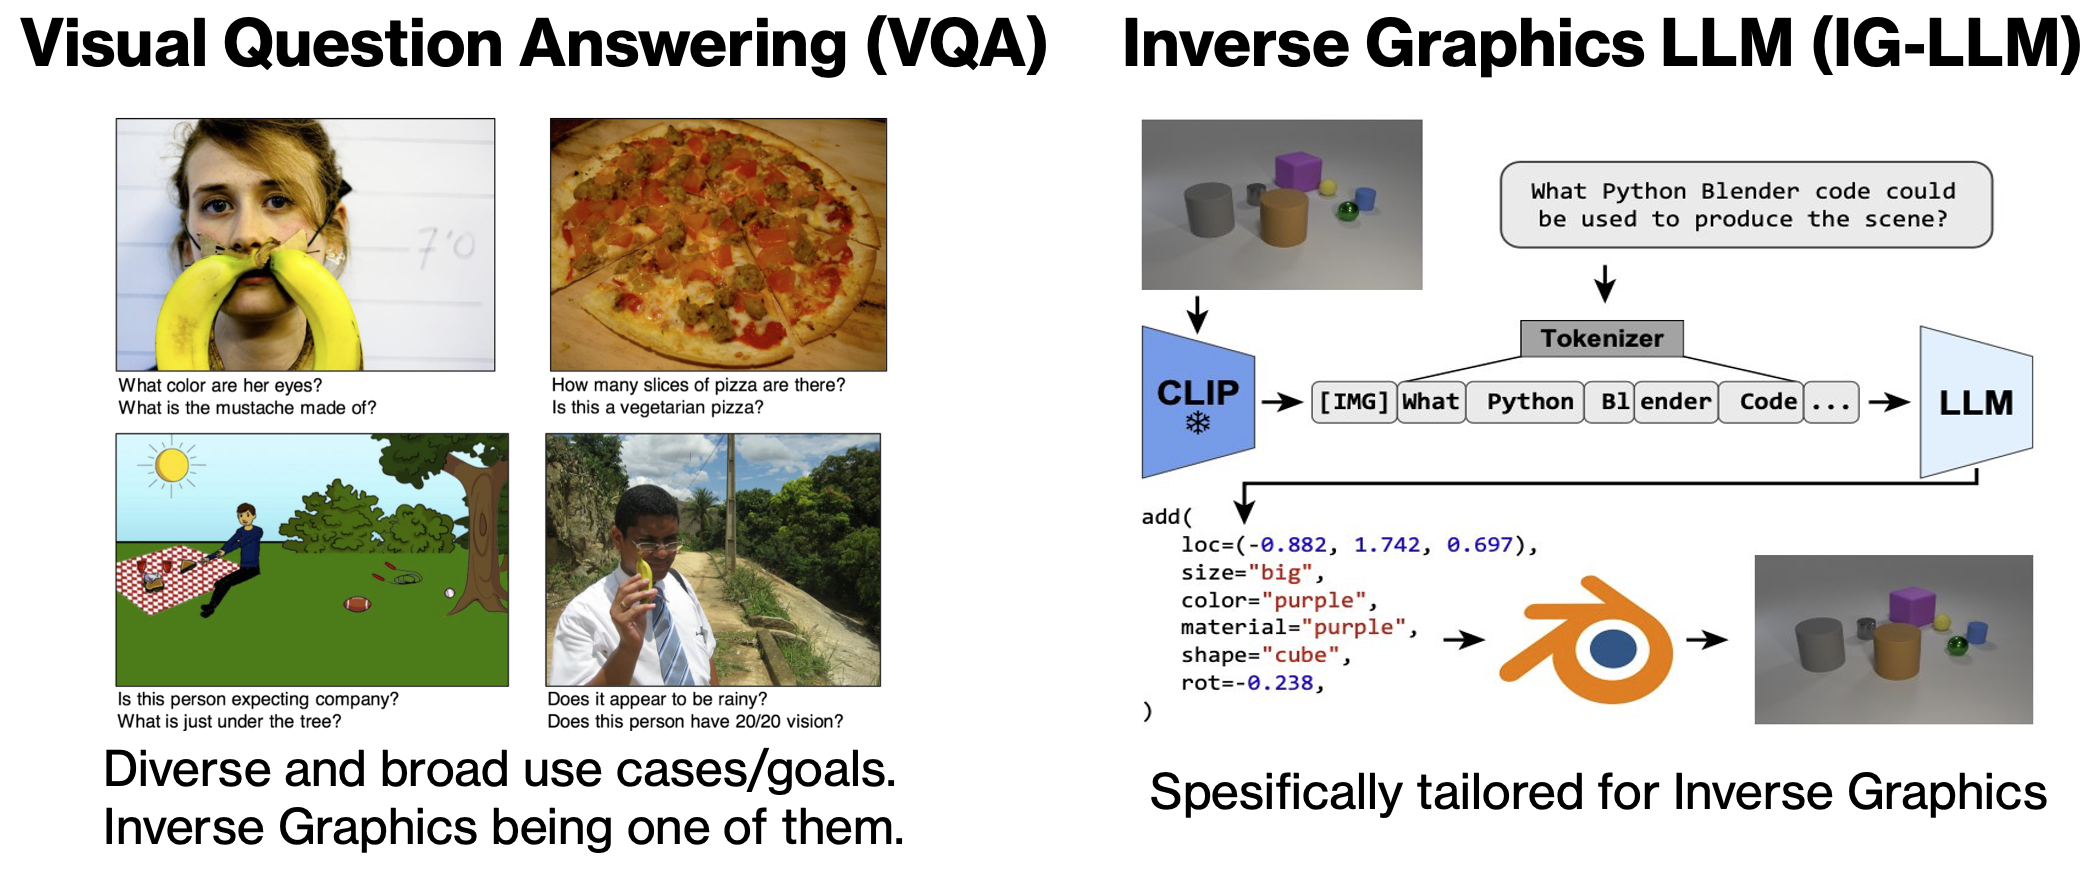 Visual Question Answering (VQA)
7'0
What color are her eyes?
What is the mustache made of?
How many slices of pizza are there?
Is this a vegetarian pizza?
Is this person expecting company?
What is just under the tree?
Does it appear to be rainy?
Does this person have 20/20 vision?
Diverse and broad use cases/goals.
Inverse Graphics being one of them.
Inverse Graphics LLM (IG-LLM)
What Python Blender code could
be used to produce the scene?
Tokenizer
CLIP
[IMG] What Python Bl ender Code ...
LLM
add(
loc=(-0.882, 1.742, 0.697),
size="big",
color="purple",
material="purple",
shape="cube",
rot=-0.238,
)
Spesifically tailored for Inverse Graphics